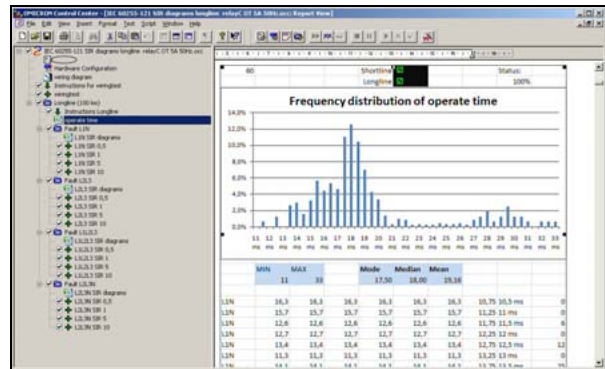 OMICRON Control Center - [IEC 60255-121 SIR diagrams longline relayC OT 5A 50Hz.occ: Report View]
File Edit View Insert Format Test Script Window Help
IEC 60255-121 SIR diagrams longline relayC OT 5A 50Hz.occ
Hardware Configuration
wiring diagram
Instructions for wiringtest
wiringtest
Longline (100 km)
Instructions Longline
operate time
Fault L1N
L1N SIR diagrams
L1N SIR 0,5
L1N SIR 1
L1N SIR 5
L1N SIR 10
Fault L2L3
L2L3 SIR diagrams
L2L3 SIR 0,5
L2L3 SIR 1
L2L3 SIR 5
L2L3 SIR 10
Fault L1L2L3
L1L2L3 SIR diagrams
L1L2L3 SIR 0,5
L1L2L3 SIR 1
L1L2L3 SIR 5
L1L2L3 SIR 10
Fault L2L3N
L2L3N SIR diagrams
L2L3N SIR 0,5
L2L3N SIR 1
L2L3N SIR 5
L2L3N SIR 10
60 Shortline Status:
Longline 100%
Frequency distribution of operate time
14,0%
12,0%
10,0%
8,0%
6,0%
4,0%
2,0%
0,0%
11 12 13 14 15 16 17 18 19 20 21 22 23 24 25 26 27 28 29 30 31 32 33
ms ms ms ms ms ms ms ms ms ms ms ms ms ms ms ms ms ms ms ms ms ms ms
MIN MAX Mode Median Mean
11 33 17,50 18,00 19,16
L1N 16,3 16,3 16,3 16,3 16,3 10,75 10,5 ms 0
L1N 15,7 15,7 15,7 15,7 15,7 11,25 11 ms 0
L1N 12,6 12,6 12,6 12,6 12,6 11,75 11,5 ms 6
L1N 12,7 12,7 12,7 12,7 12,7 12,25 12 ms 0
L1N 13,4 13,4 13,4 13,4 13,4 12,75 12,5 ms 12
L1N 11,3 11,3 11,3 11,3 11,3 13,25 13 ms 0